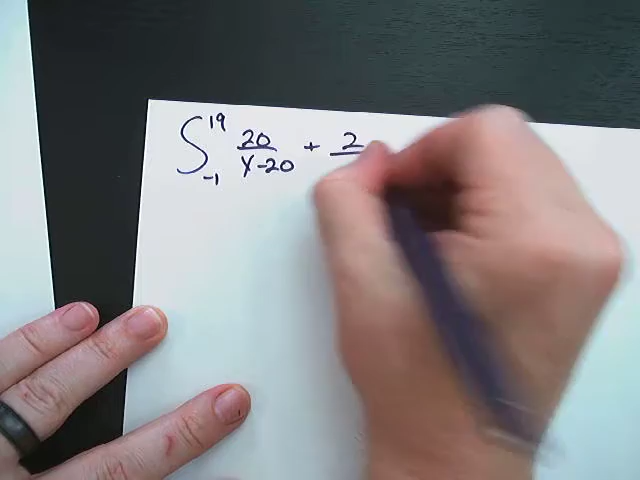 ∫₋₁¹⁹ 20/(x-20) + 2/